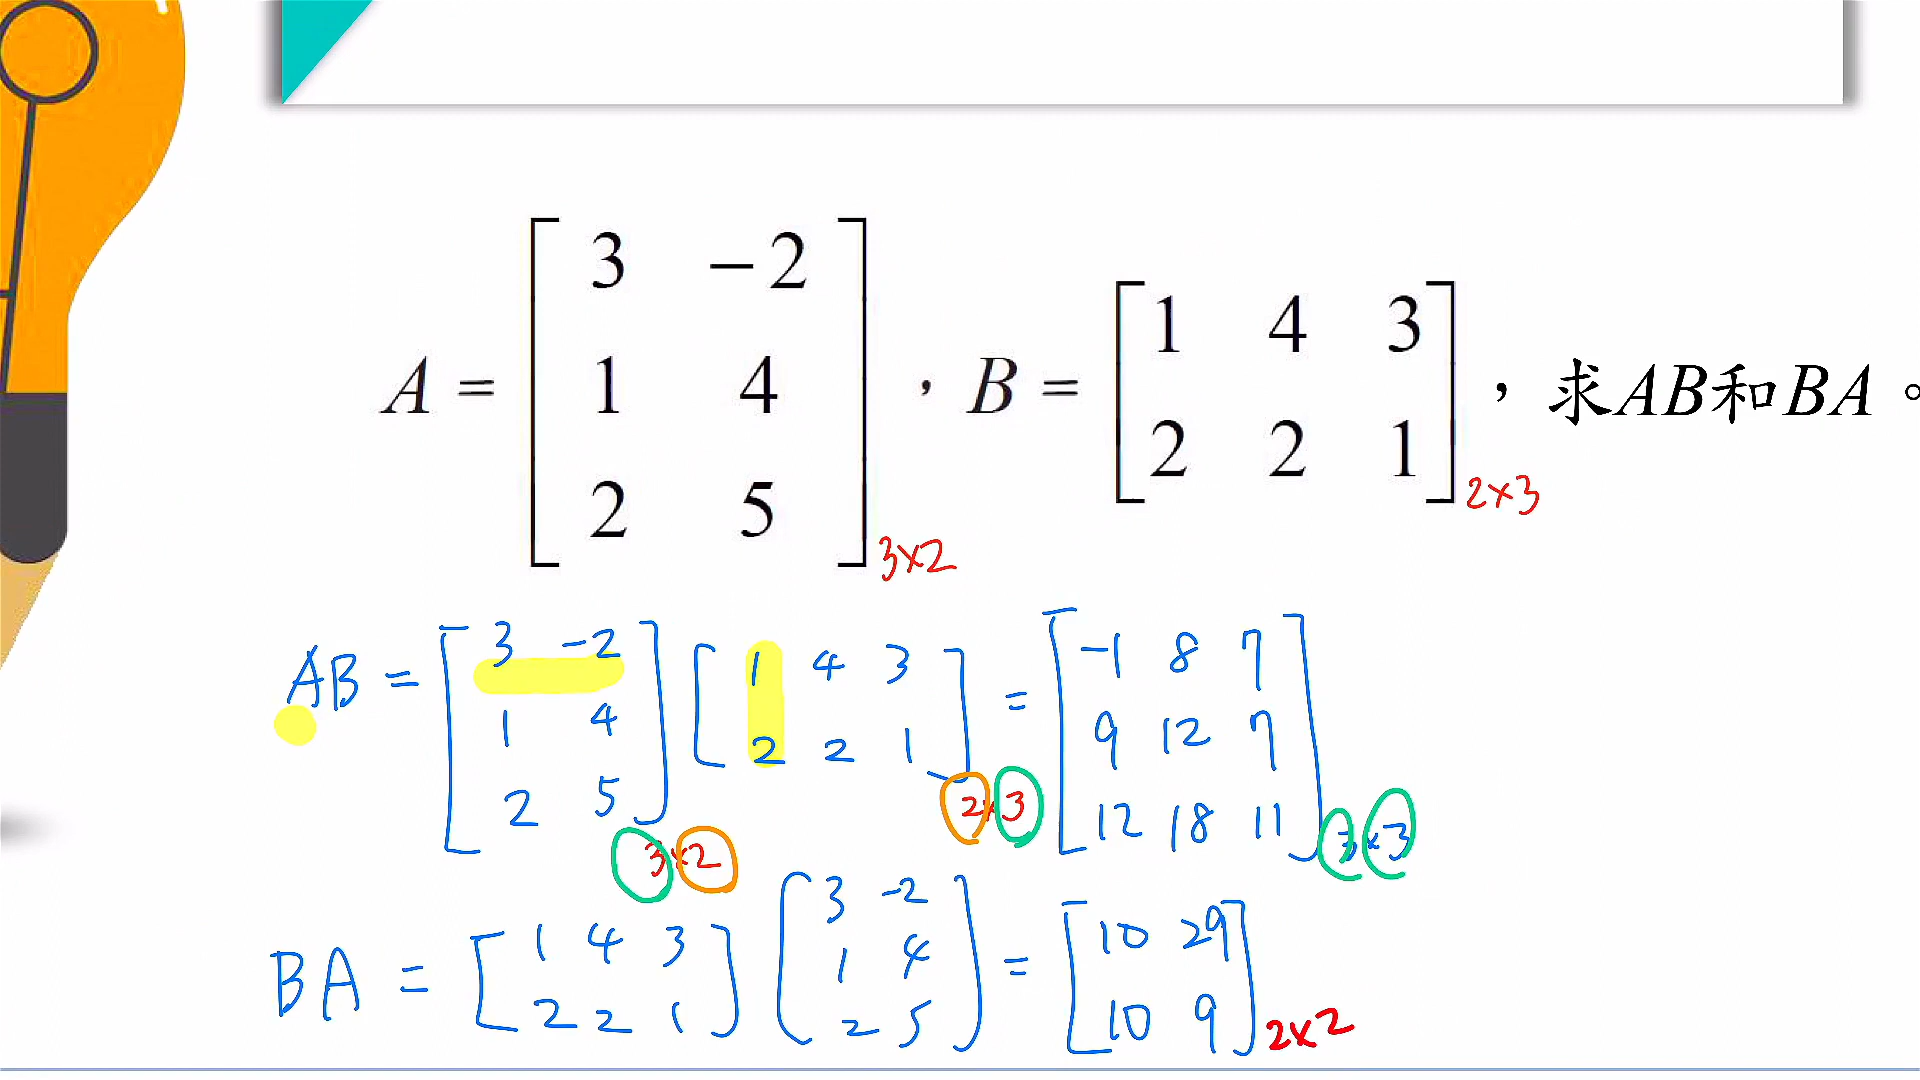 A = [ 3 −2
1 4
2 5 ] 3×2 , B = [ 1 4 3
2 2 1 ] 2×3 , 求AB和BA。
AB = [ 3 -2
1 4
2 5 ] 3×2 [ 1 4 3
2 2 1 ] 2×3 = [ -1 8 7
9 12 7
12 18 11 ] 3×3
BA = [ 1 4 3
2 2 1 ] [ 3 -2
1 4
2 5 ] = [ 10 29
10 9 ] 2×2